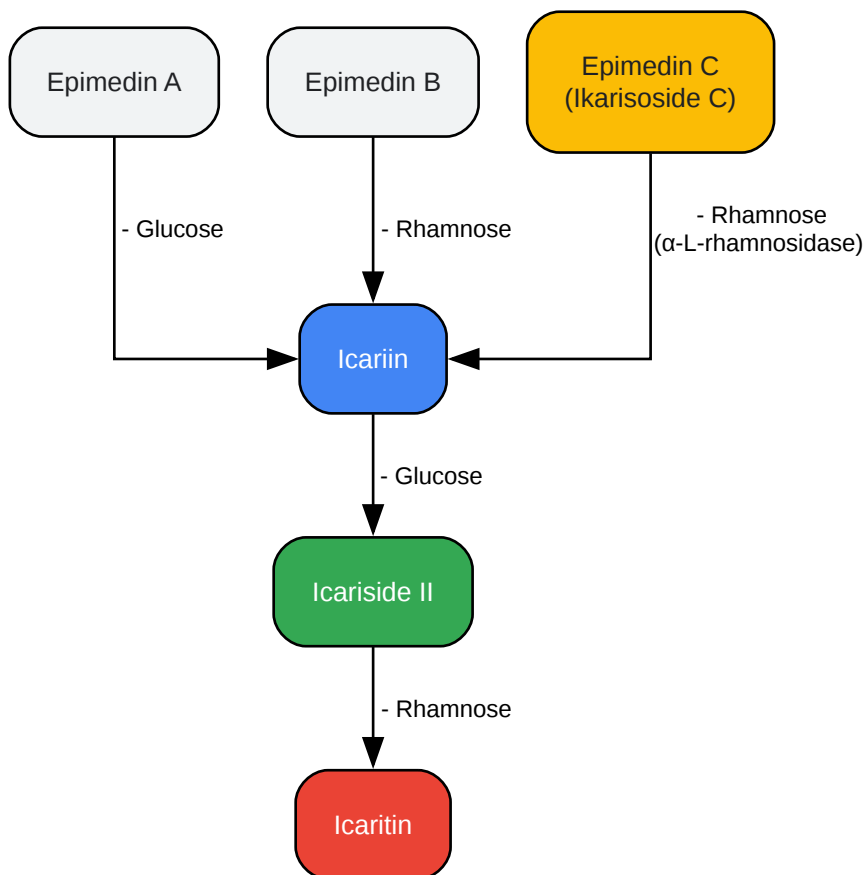 Epimedin A
Epimedin B
Epimedin C
(Ikarisoside C)
- Glucose
- Rhamnose
- Rhamnose
(α-L-rhamnosidase)
Icariin
- Glucose
Icariside II
- Rhamnose
Icaritin